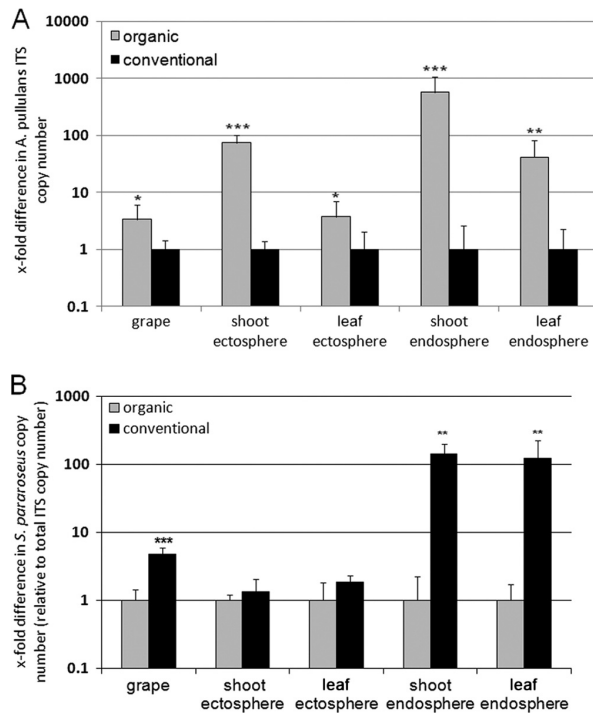 A
x-fold difference in A. pullulans ITS
copy number
10000
1000
100
10
1
0.1
organic
conventional
*
***
*
***
**
grape
shoot
ectosphere
leaf
ectosphere
shoot
endosphere
leaf
endosphere
B
x-fold difference in S. pararoseus copy
number (relative to total ITS copy number)
1000
100
10
1
0.1
organic
conventional
***
**
**
grape
shoot
ectosphere
leaf
ectosphere
shoot
endosphere
leaf
endosphere